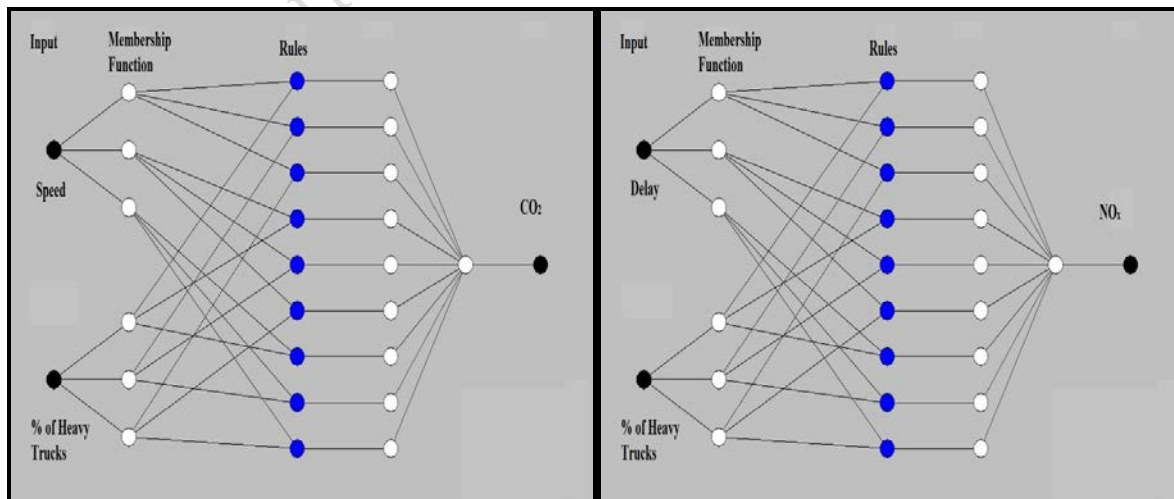 Input
Membership
Function
Rules
Speed
CO₂
% of Heavy
Trucks
Input
Membership
Function
Rules
Delay
NOₓ
% of Heavy
Trucks